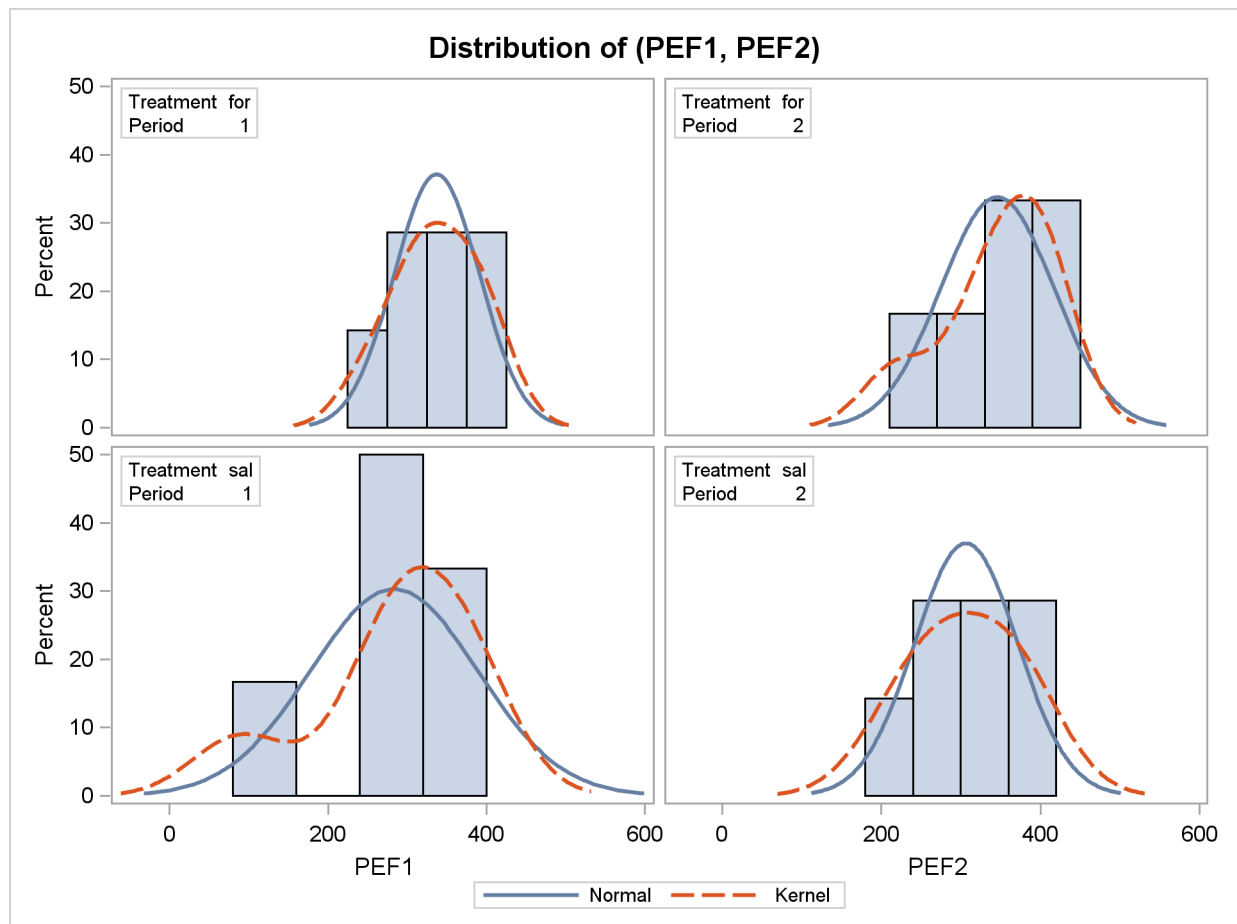 Distribution of (PEF1, PEF2)
Treatment for
Period 1
Treatment for
Period 2
50
40
30
20
10
0
Percent
Treatment sal
Period 1
Treatment sal
Period 2
50
40
30
20
10
0
Percent
0 200 400 600
0 200 400 600
PEF1
PEF2
Normal Kernel